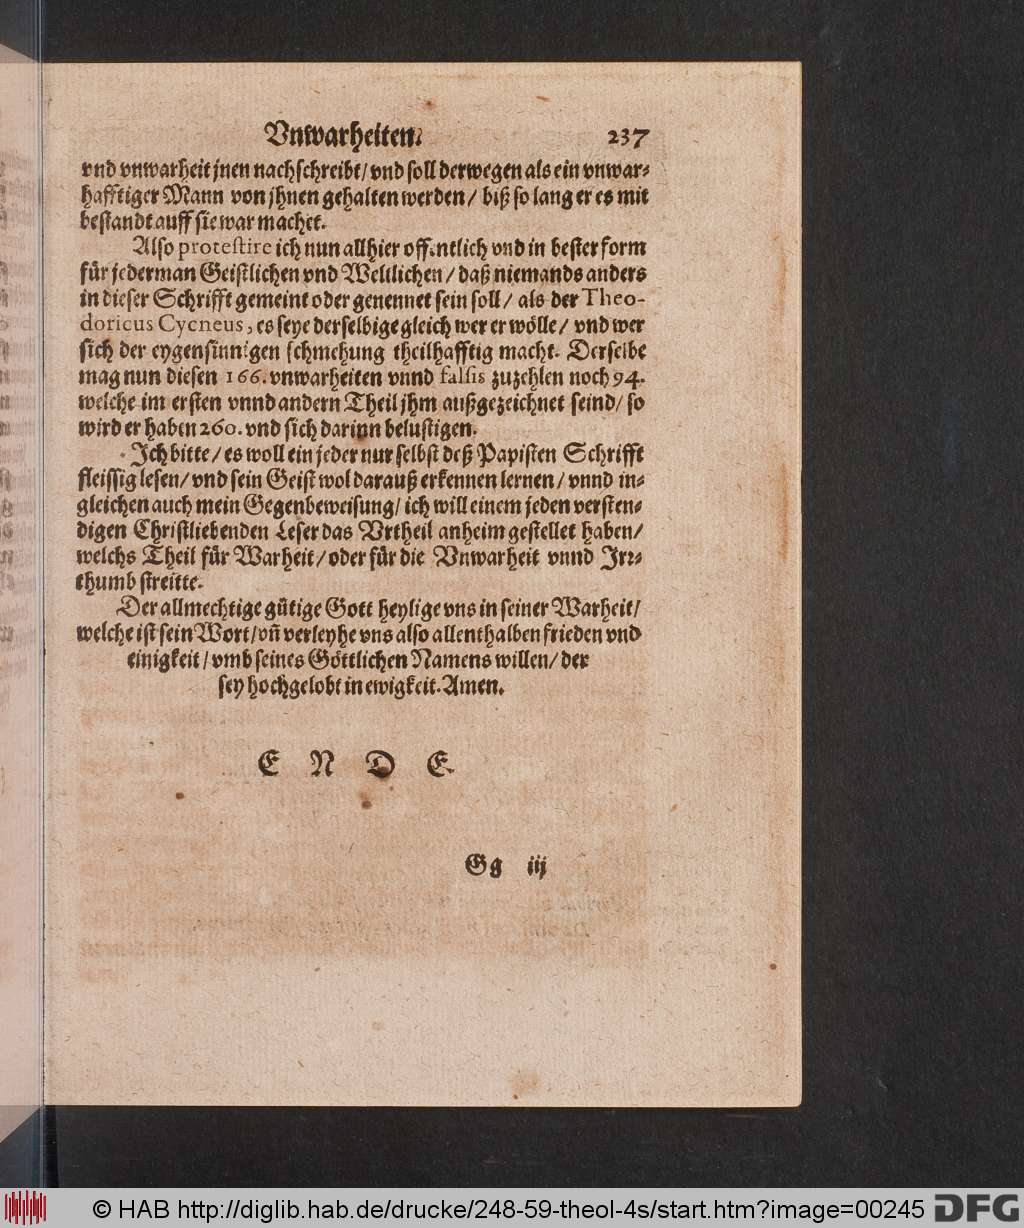 Vnwarheiten. 237
vnd vnwarheit jnen nachschreibt/ vnd soll derwegen als ein vnwar⸗
hafftiger Mann von jhnen gehalten werden/ biß so lang er es mit
bestandt auff sie war machet.
Also protestire ich nun allhier offentlich vnd in bester form
für jederman Geistlichen vnd Weltlichen/ daß niemands anders
in dieser Schrifft gemeint oder genennet sein soll/ als der Theo-
doricus Cycneus, es seye derselbige gleich wer er wölle/ vnd wer
sich der eygensinnigen schmehung theilhafftig macht. Derselbe
mag nun diesen 166. vnwarheiten vnnd falsis zuzehlen noch 94.
welche im ersten vnnd andern Theil jhm außgezeichnet seind/ so
wird er haben 260. vnd sich darinn belustigen.
Ich bitte/ es woll ein jeder nur selbst deß Papisten Schrifft
fleissig lesen/ vnd sein Geist wol darauß erkennen lernen/ vnnd in⸗
gleichen auch mein Gegenbeweisung/ ich will einem jeden versten⸗
digen Christliebenden Leser das Vrtheil anheim gestellet haben/
welchs Theil für Warheit/ oder für die Vnwarheit vnnd Irr⸗
thumb streitte.
Der allmechtige gütige Gott heylige vns in seiner Warheit/
welche ist sein Wort/ vñ verleyhe vns also allenthalben frieden vnd
einigkeit/ vmb seines Göttlichen Namens willen/ der
sey hochgelobt in ewigkeit. Amen.
E N D E.
Gg iij
© HAB http://diglib.hab.de/drucke/248-59-theol-4s/start.htm?image=00245 DFG